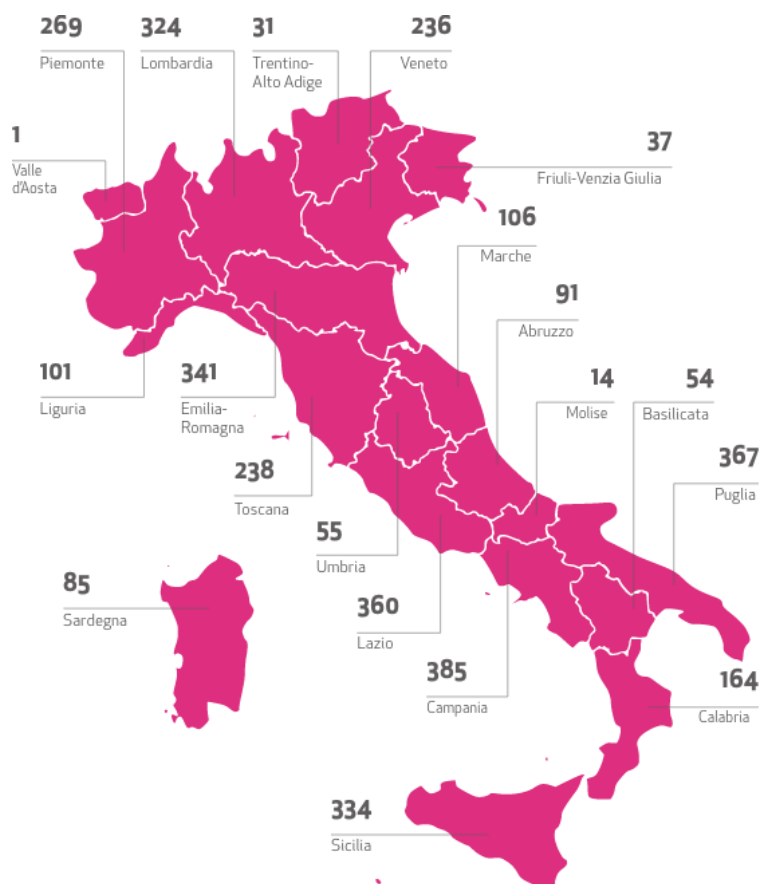 269
Piemonte
324
Lombardia
31
Trentino-
Alto Adige
236
Veneto
1
Valle
d'Aosta
37
Friuli-Venzia Giulia
106
Marche
91
Abruzzo
101
Liguria
341
Emilia-
Romagna
14
Molise
54
Basilicata
238
Toscana
367
Puglia
55
Umbria
85
Sardegna
360
Lazio
385
Campania
164
Calabria
334
Sicilia